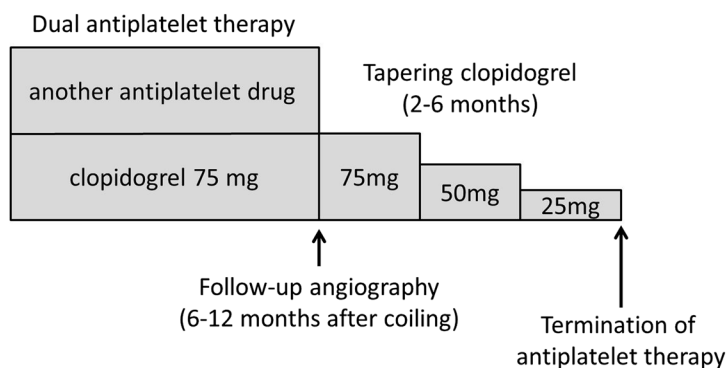 Dual antiplatelet therapy
another antiplatelet drug
Tapering clopidogrel
(2-6 months)
clopidogrel 75 mg
75mg
50mg
25mg
Follow-up angiography
(6-12 months after coiling)
Termination of
antiplatelet therapy